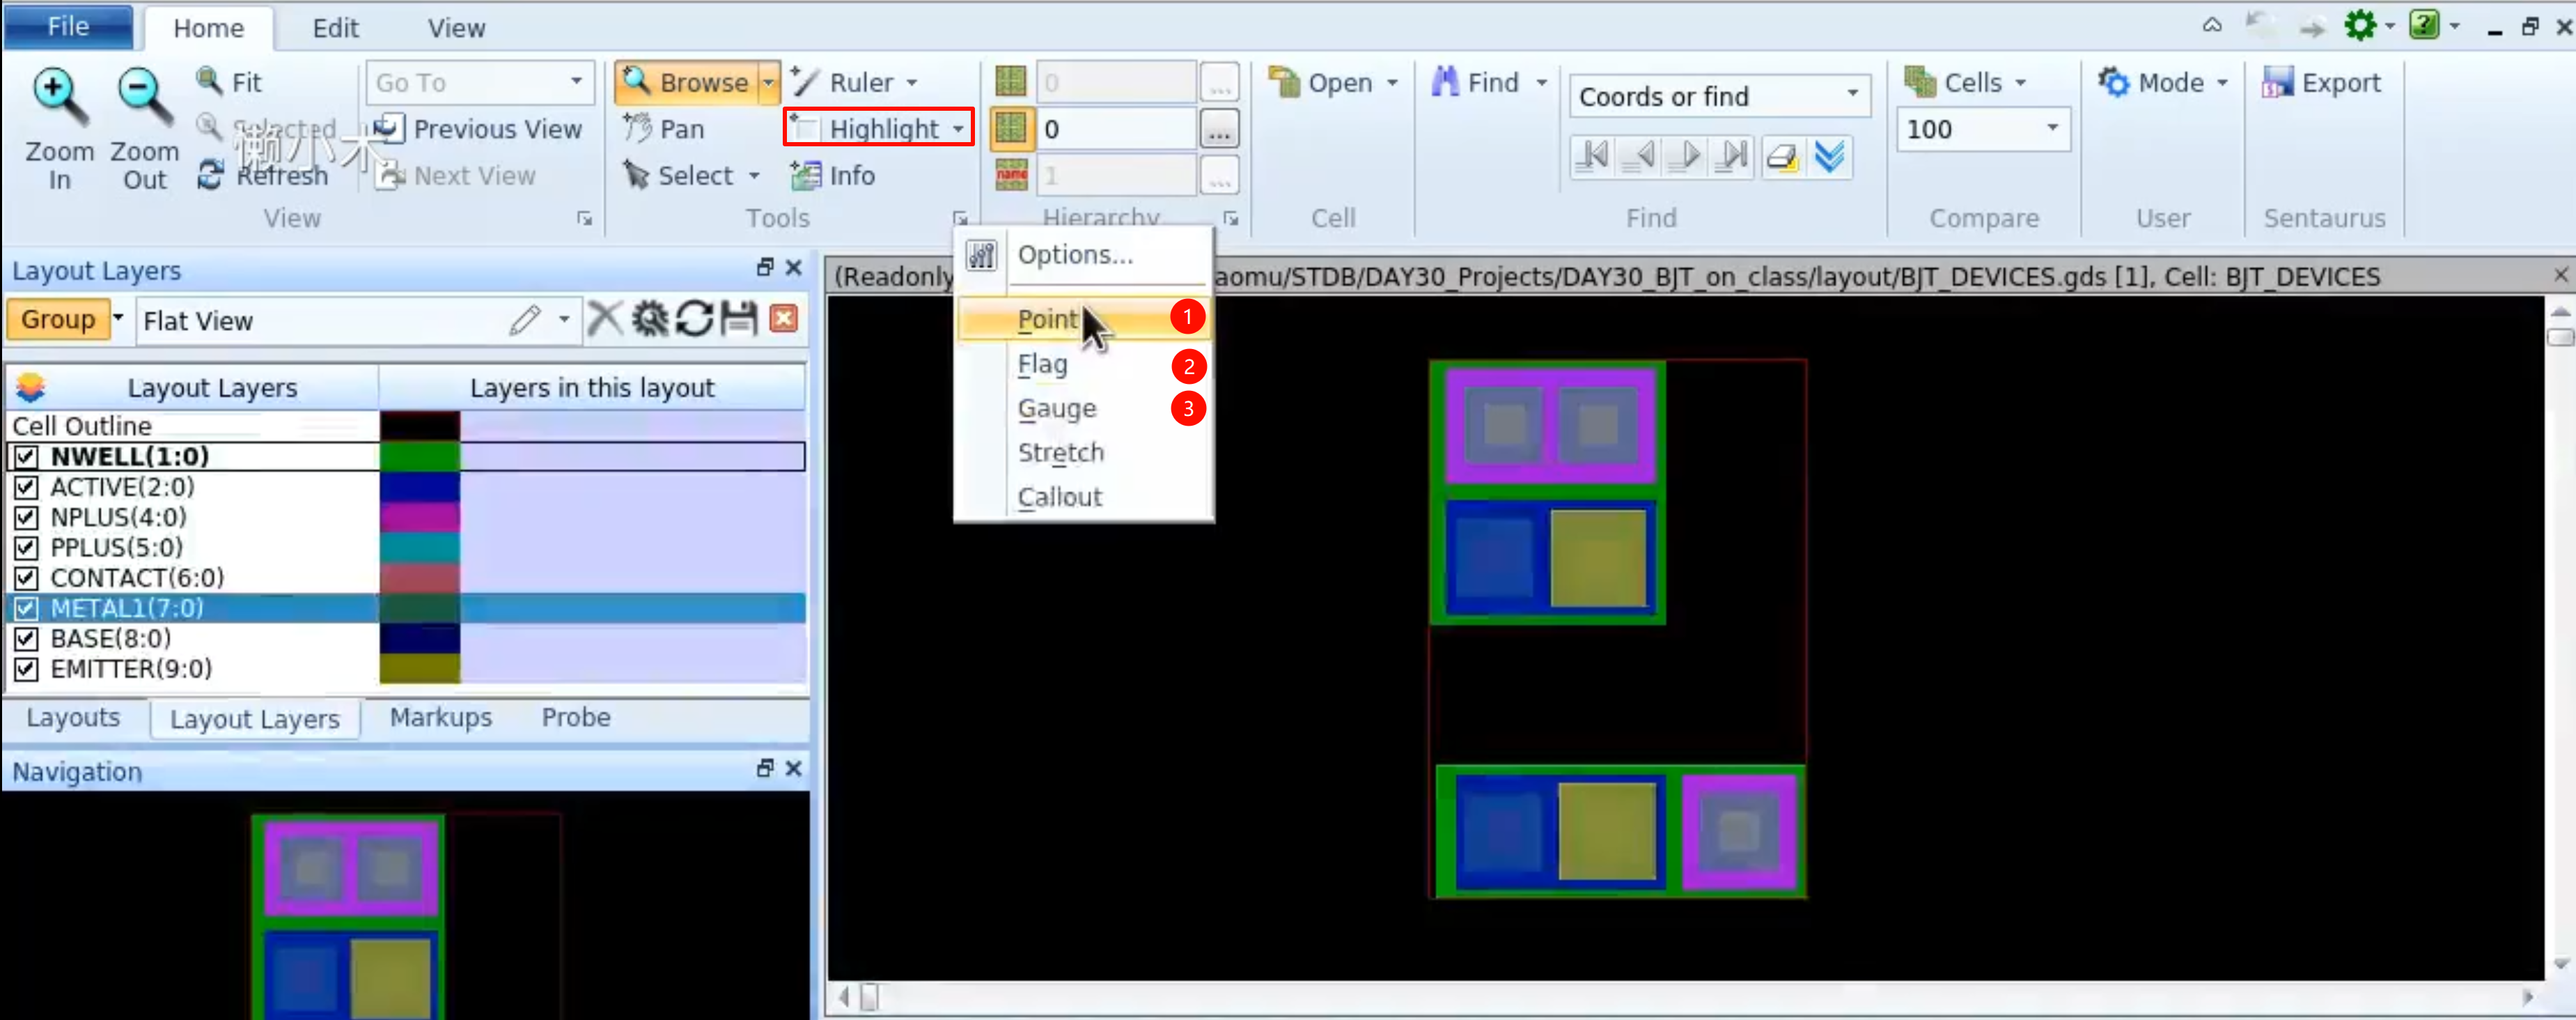 File Home Edit View
Fit Go To Browse Ruler 0 ... Open Find Coords or find Cells Mode Export
Selected Previous View Pan Highlight 0 ... 100
懒小木
Zoom In Zoom Out Refresh Next View Select Info name 1 ...
View Tools Hierarchy Cell Find Compare User Sentaurus
Options...
Point 1
Flag 2
Gauge 3
Stretch
Callout
Layout Layers
Group Flat View
(Readonly aomu/STDB/DAY30_Projects/DAY30_BJT_on_class/layout/BJT_DEVICES.gds [1], Cell: BJT_DEVICES
Layout Layers Layers in this layout
Cell Outline
NWELL(1:0)
ACTIVE(2:0)
NPLUS(4:0)
PPLUS(5:0)
CONTACT(6:0)
METAL1(7:0)
BASE(8:0)
EMITTER(9:0)
Layouts Layout Layers Markups Probe
Navigation